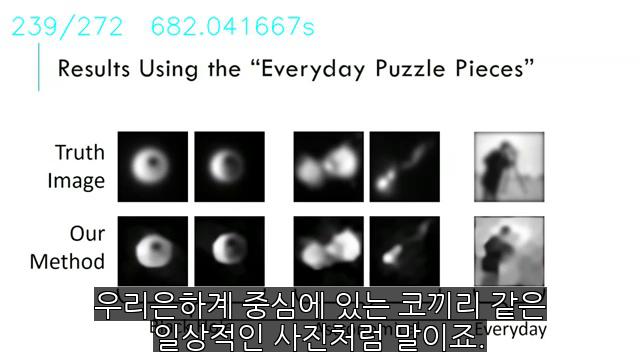 239/272 682.041667s
Results Using the “Everyday Puzzle Pieces”
Truth
Image
Our
Method
우리은하계 중심에 있는 코끼리 같은
Everyday
일상적인 사진처럼 말이죠.